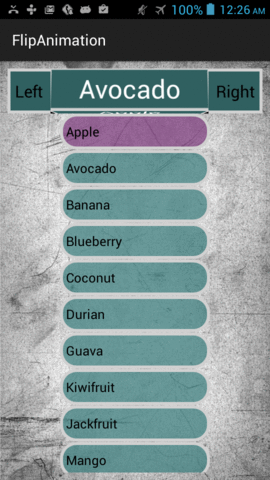 100% 12:26 AM
FlipAnimation
Left Avocado Right
Apple
Avocado
Banana
Blueberry
Coconut
Durian
Guava
Kiwifruit
Jackfruit
Mango